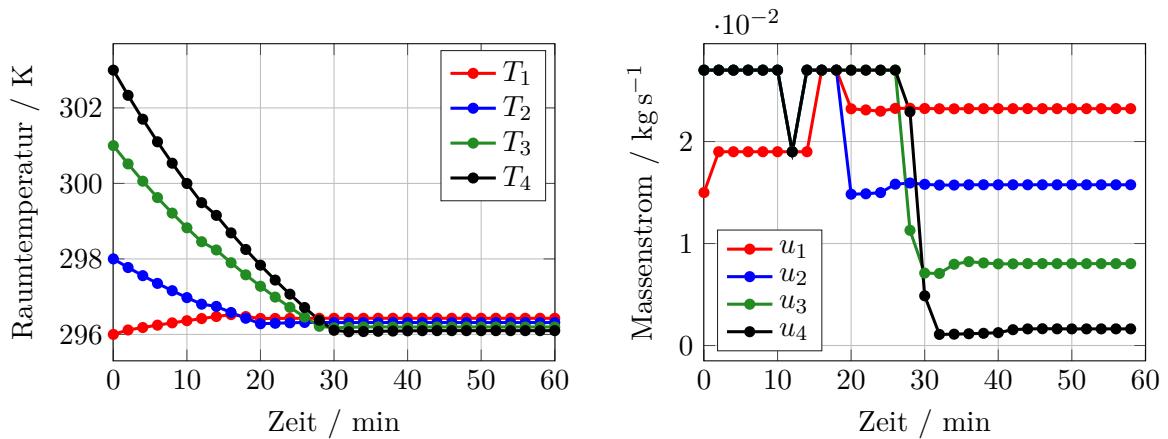 Raumtemperatur / K
302
300
298
296
0 10 20 30 40 50 60
Zeit / min
T₁
T₂
T₃
T₄
·10⁻²
Massenstrom / kg s⁻¹
2
1
0
0 10 20 30 40 50 60
Zeit / min
u₁
u₂
u₃
u₄